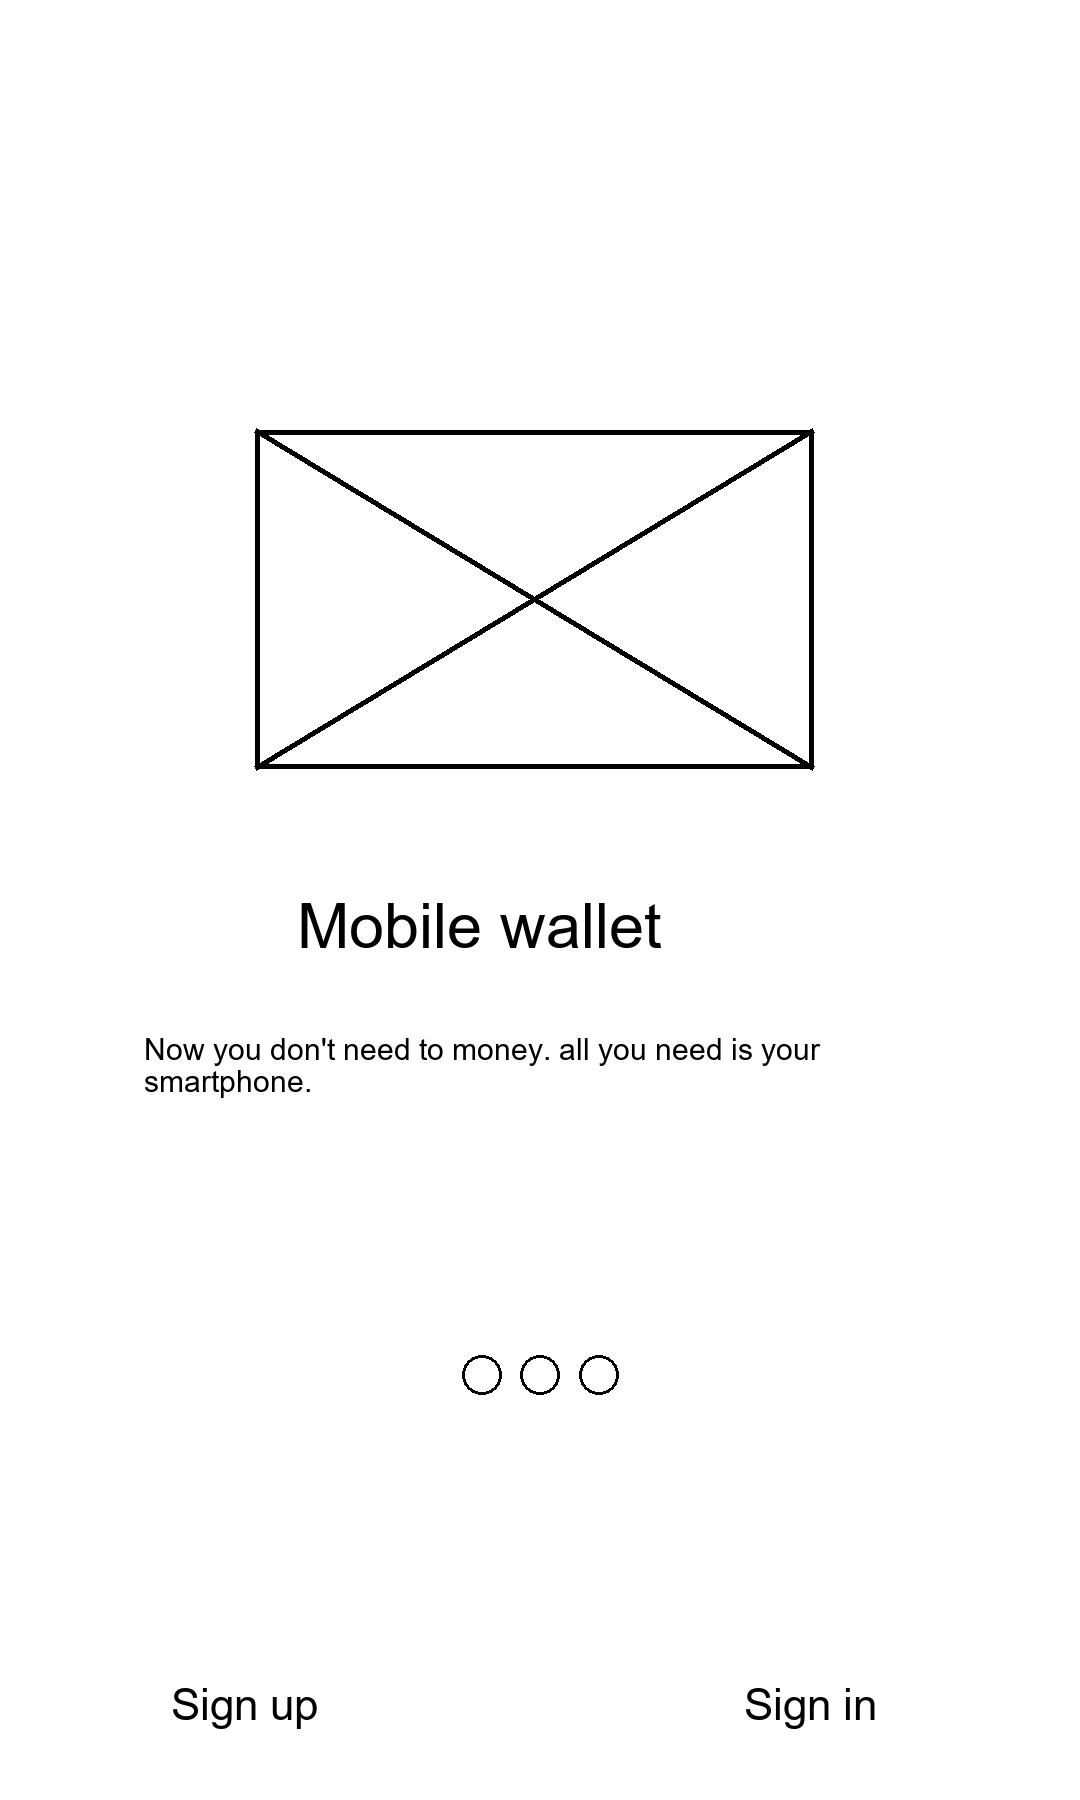 Mobile wallet
Now you don't need to money. all you need is your
smartphone.
Sign up
Sign in